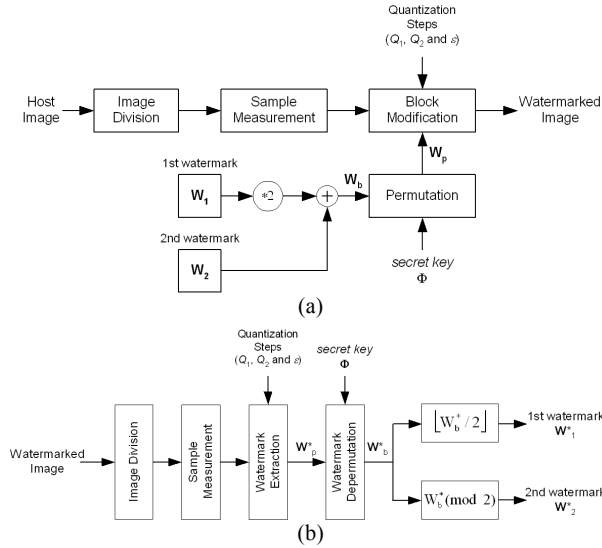 Quantization
Steps
(Q1, Q2 and ε)
Host
Image
Image
Division
Sample
Measurement
Block
Modification
Watermarked
Image
Wp
1st watermark
W1
*2
+
Wb
Permutation
2nd watermark
W2
secret key
Φ
(a)
Quantization
Steps
(Q1, Q2 and ε)
secret key
Φ
Watermarked
Image
Image Division
Sample
Measurement
Watermark
Extraction
W*p
Watermark
Depermutation
W*b
⌊W*b/2⌋
1st watermark
W*1
W*b(mod 2)
2nd watermark
W*2
(b)